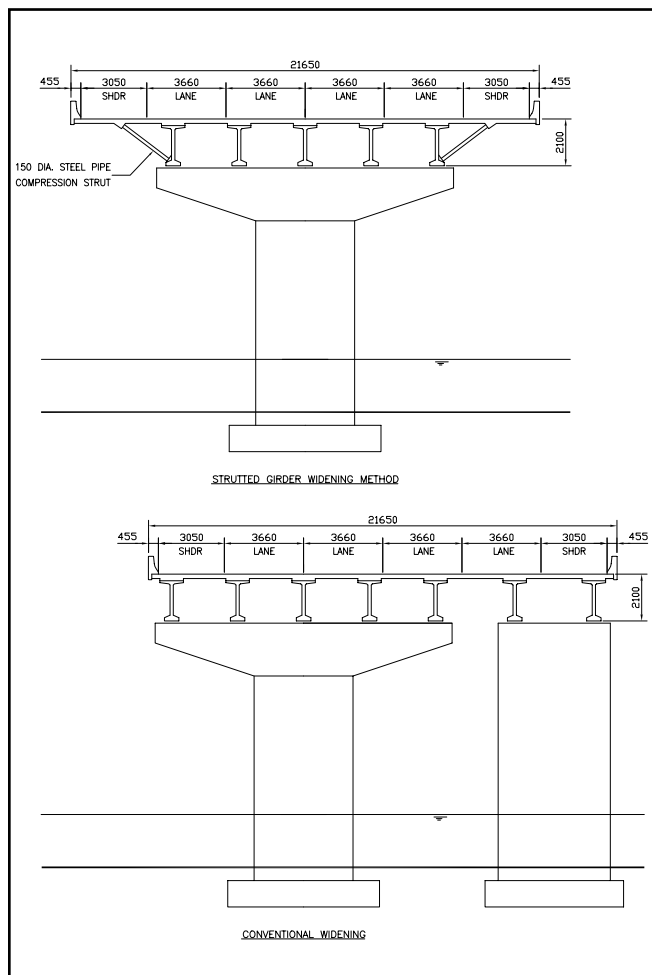 21650
455 3050 3660 3660 3660 3660 3050 455
SHDR LANE LANE LANE LANE SHDR
2100
150 DIA. STEEL PIPE
COMPRESSION STRUT
STRUTTED GIRDER WIDENING METHOD
21650
455 3050 3660 3660 3660 3660 3050 455
SHDR LANE LANE LANE LANE SHDR
2100
CONVENTIONAL WIDENING